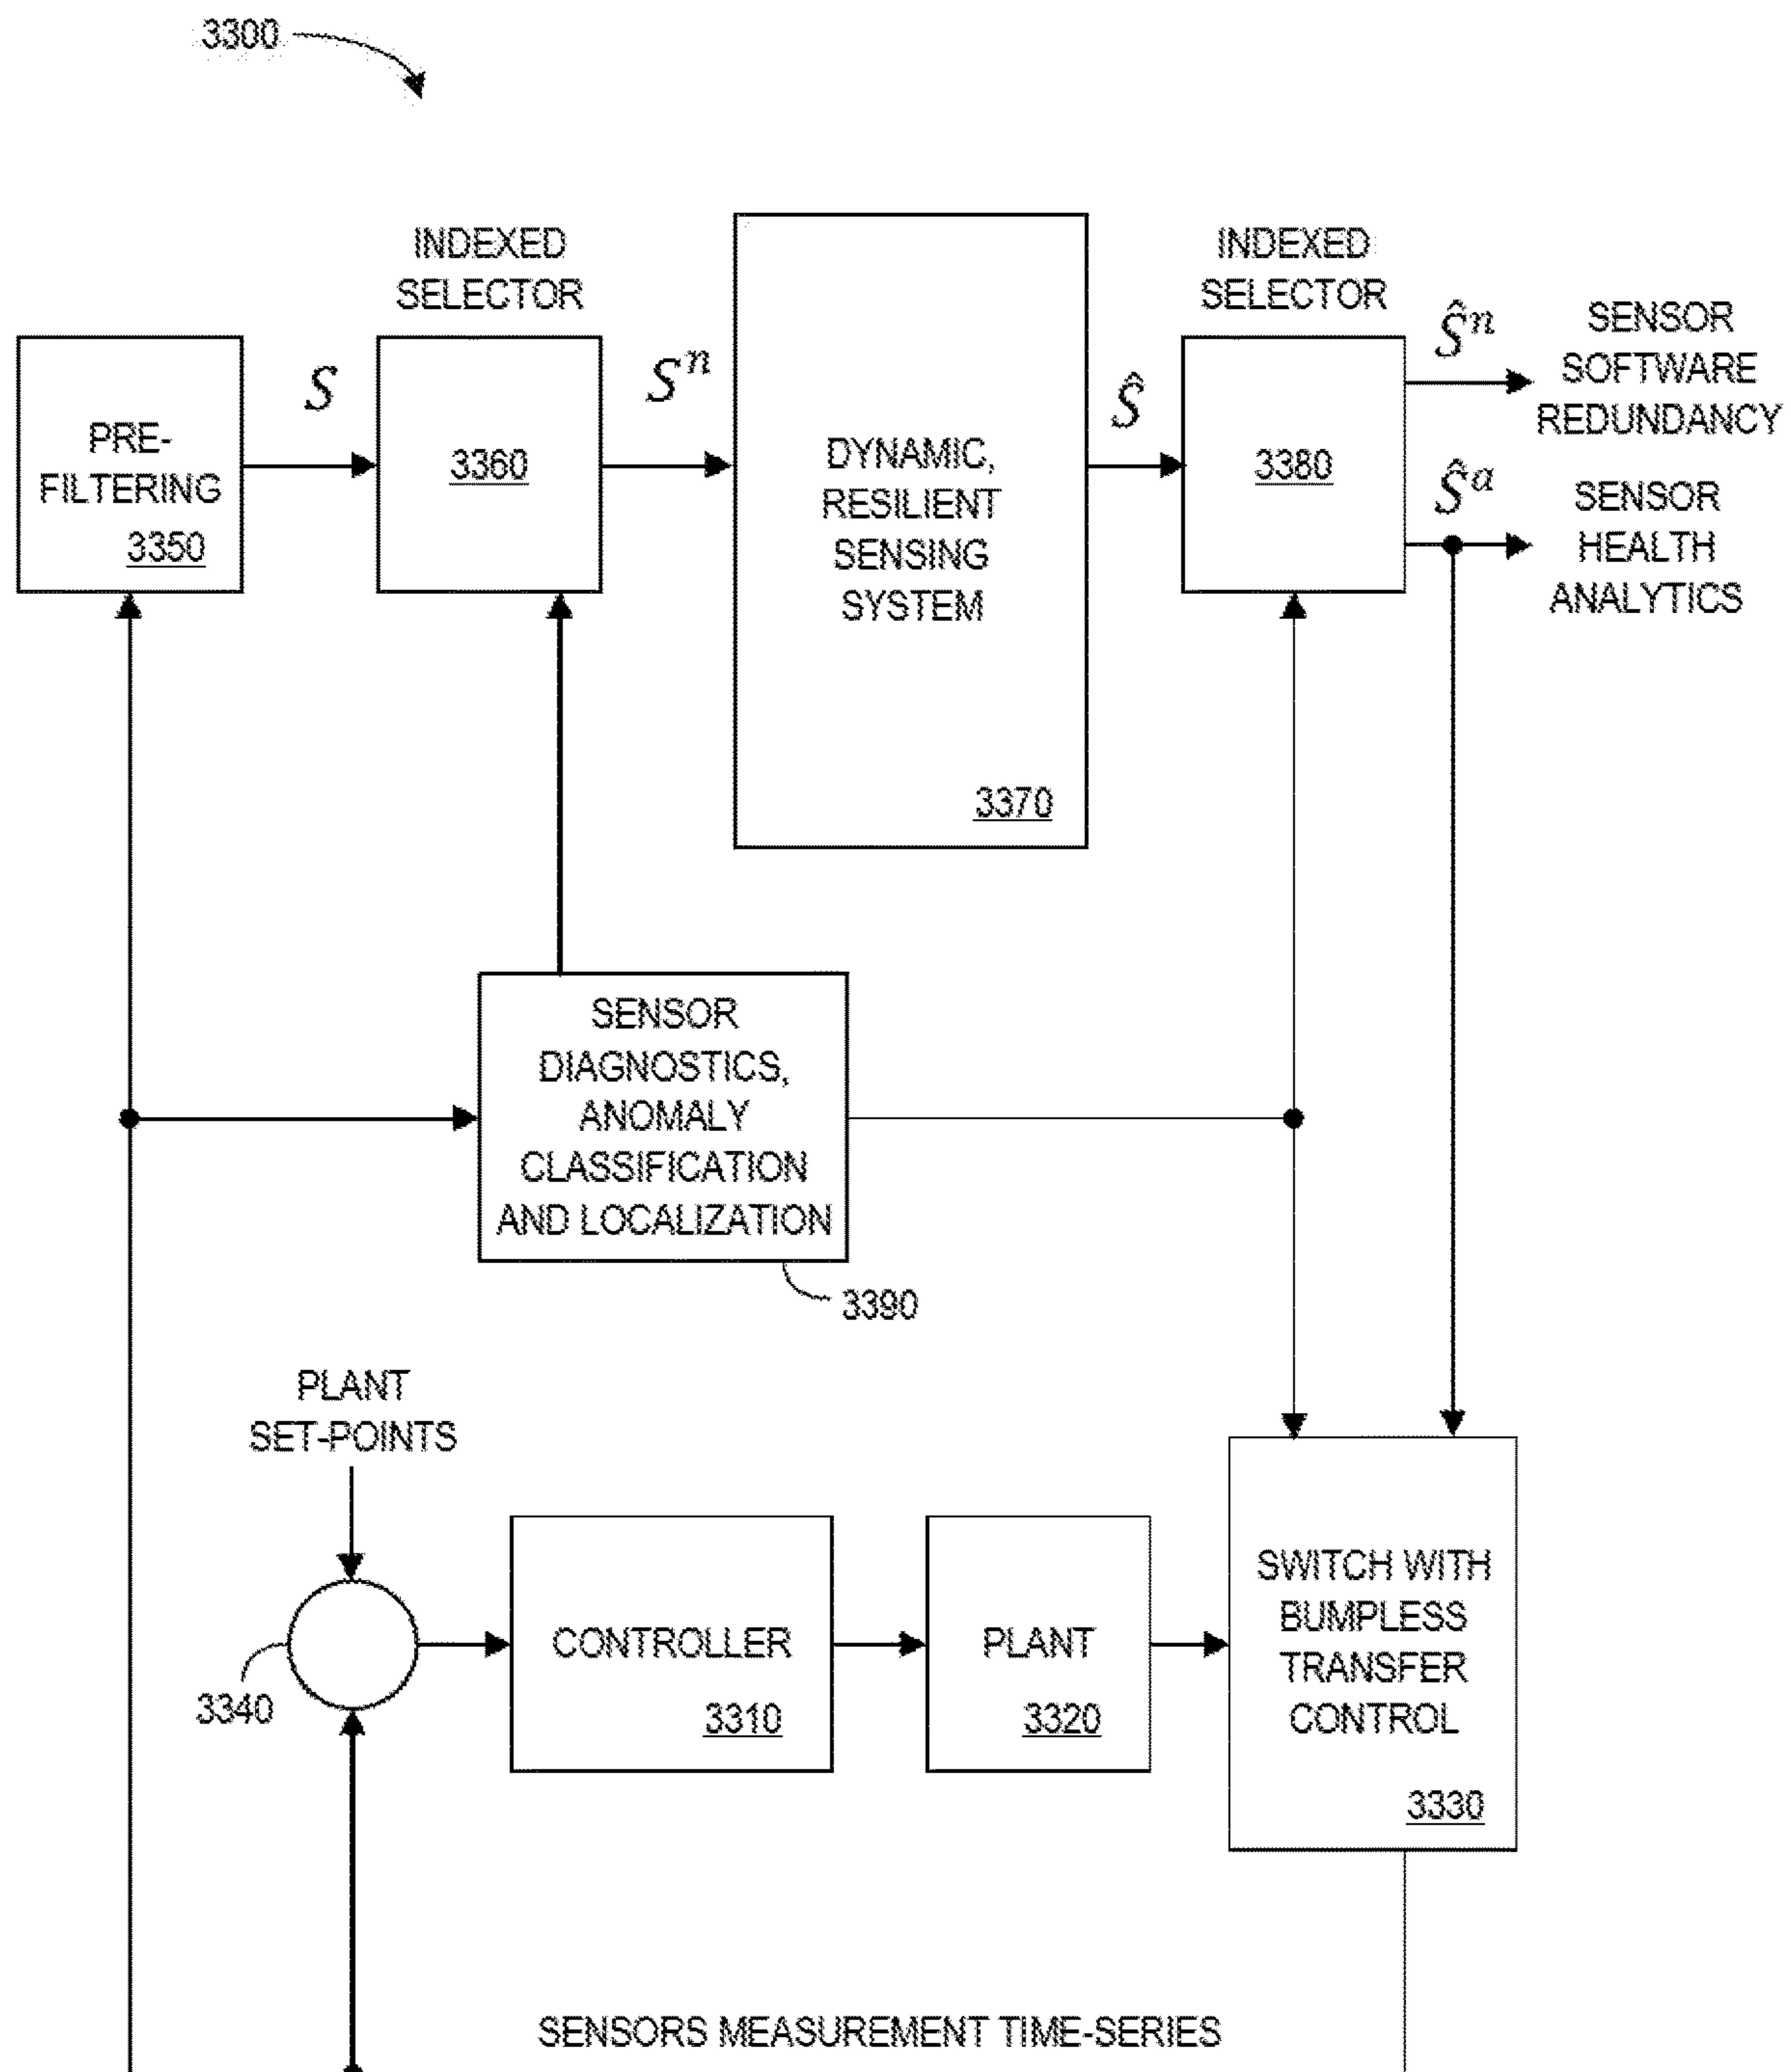 3300
INDEXED
SELECTOR
INDEXED
SELECTOR
PRE-
FILTERING
3350
S
3360
Sⁿ
DYNAMIC,
RESILIENT
SENSING
SYSTEM
3370
Ŝ
3380
Ŝⁿ
SENSOR
SOFTWARE
REDUNDANCY
Ŝᵃ
SENSOR
HEALTH
ANALYTICS
SENSOR
DIAGNOSTICS,
ANOMALY
CLASSIFICATION
AND LOCALIZATION
3390
PLANT
SET-POINTS
3340
CONTROLLER
3310
PLANT
3320
SWITCH WITH
BUMPLESS
TRANSFER
CONTROL
3330
SENSORS MEASUREMENT TIME-SERIES